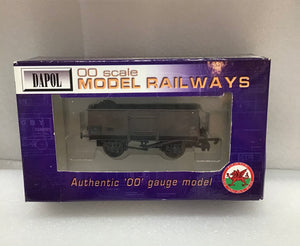 DAPOL
OO scale
MODEL RAILWAYS
Authentic 'OO' gauge model